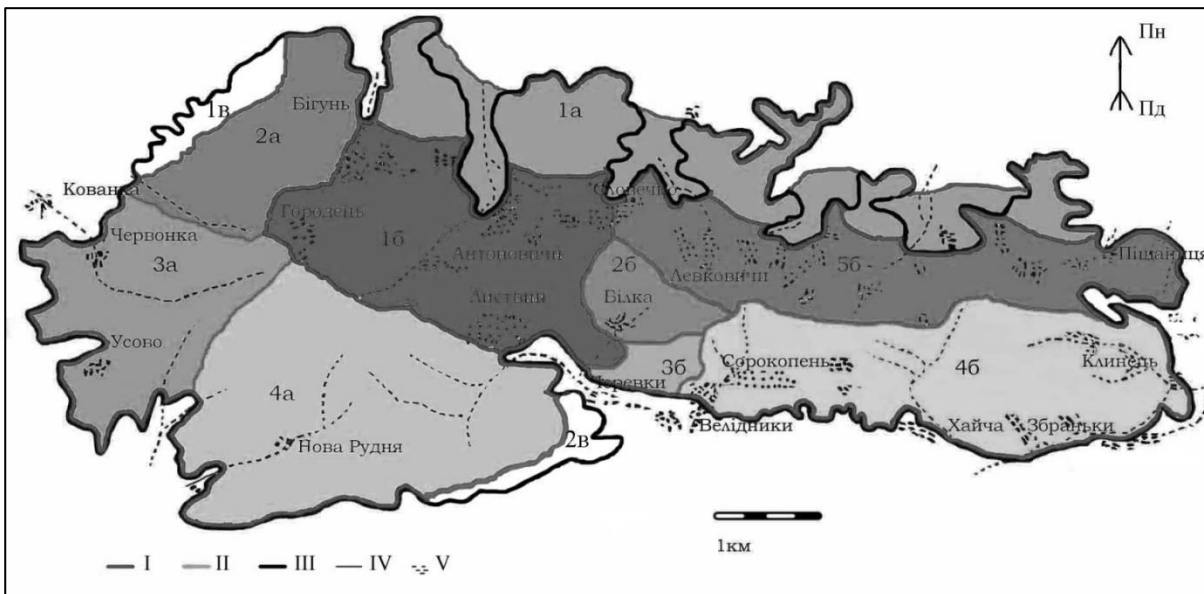 Пн
Пд
1в
Бігунь
2а
1а
Кованка
Городець
Словечно
Червонка
1б
3а
Антоновичі
2б
Левковичі
5б
Піщаниця
Білка
Листвин
Усово
3б
Сорокопень
4б
Клинець
4а
Велідники
Хайча
Збраньки
Нова Рудня
2в
1км
I
II
III
IV
V